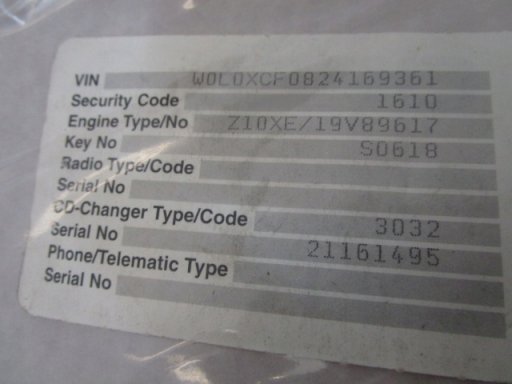 VIN W0L0XCF0824169361
Security Code 1610
Engine Type/No Z10XE/19V89617
Key No S0618
Radio Type/Code
Serial No
CD-Changer Type/Code 3032
Serial No 21161495
Phone/Telematic Type
Serial No